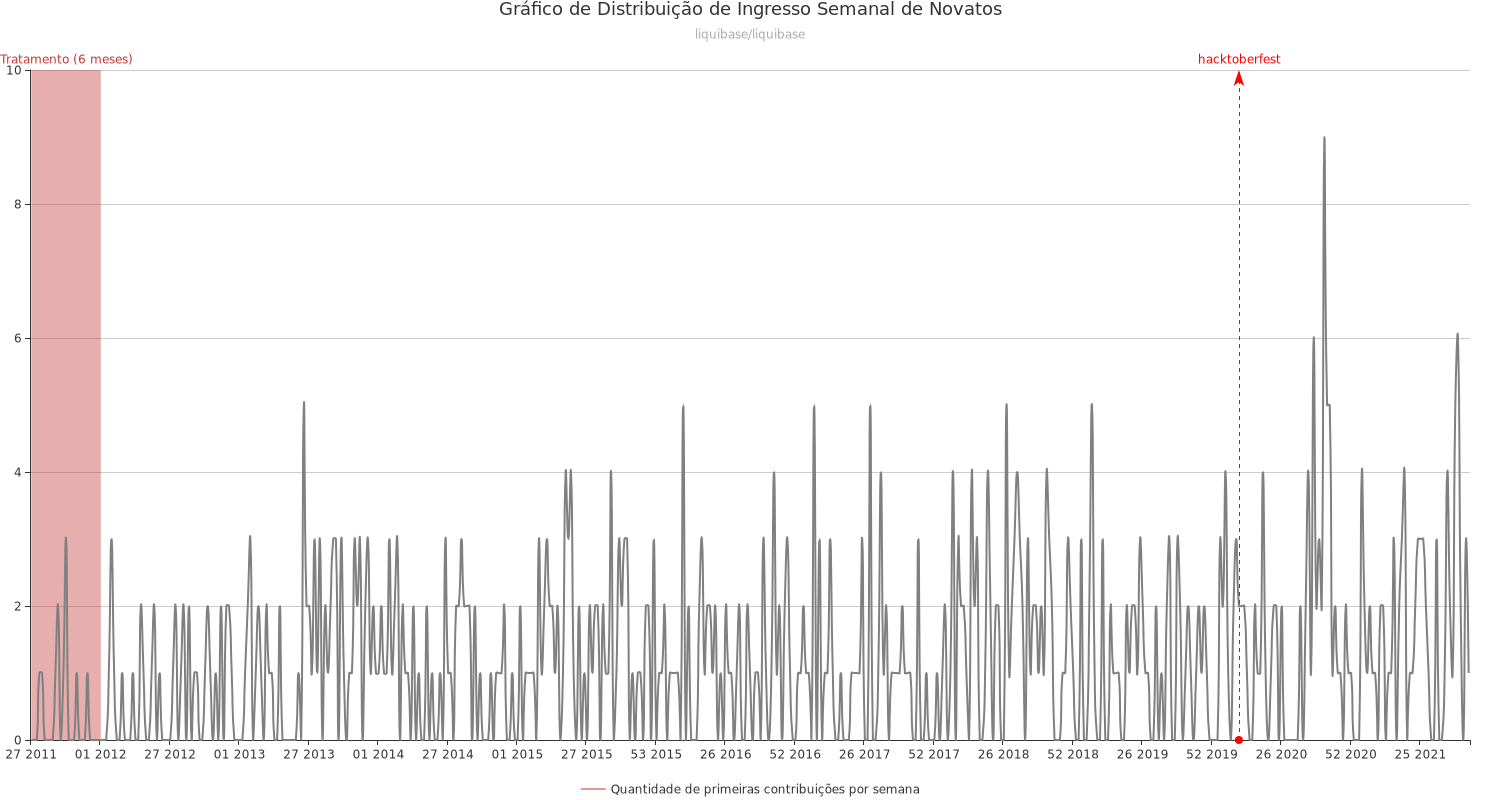 Gráfico de Distribuição de Ingresso Semanal de Novatos
liquibase/liquibase
Tratamento (6 meses)
hacktoberfest
10
8
6
4
2
0
27 2011 01 2012 27 2012 01 2013 27 2013 01 2014 27 2014 01 2015 27 2015 53 2015 26 2016 52 2016 26 2017 52 2017 26 2018 52 2018 26 2019 52 2019 26 2020 52 2020 25 2021
Quantidade de primeiras contribuições por semana